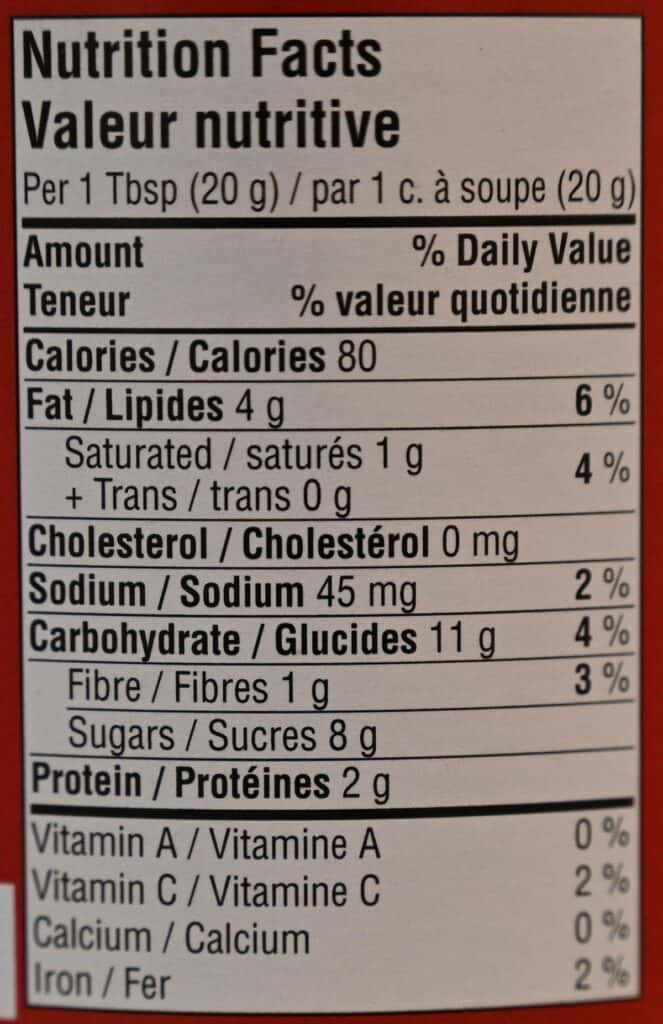 Nutrition Facts
Valeur nutritive
Per 1 Tbsp (20 g) / par 1 c. à soupe (20 g)
Amount % Daily Value
Teneur % valeur quotidienne
Calories / Calories 80
Fat / Lipides 4 g 6 %
Saturated / saturés 1 g
+ Trans / trans 0 g 4 %
Cholesterol / Cholestérol 0 mg
Sodium / Sodium 45 mg 2 %
Carbohydrate / Glucides 11 g 4 %
Fibre / Fibres 1 g 3 %
Sugars / Sucres 8 g
Protein / Protéines 2 g
Vitamin A / Vitamine A 0 %
Vitamin C / Vitamine C 2 %
Calcium / Calcium 0 %
Iron / Fer 2 %